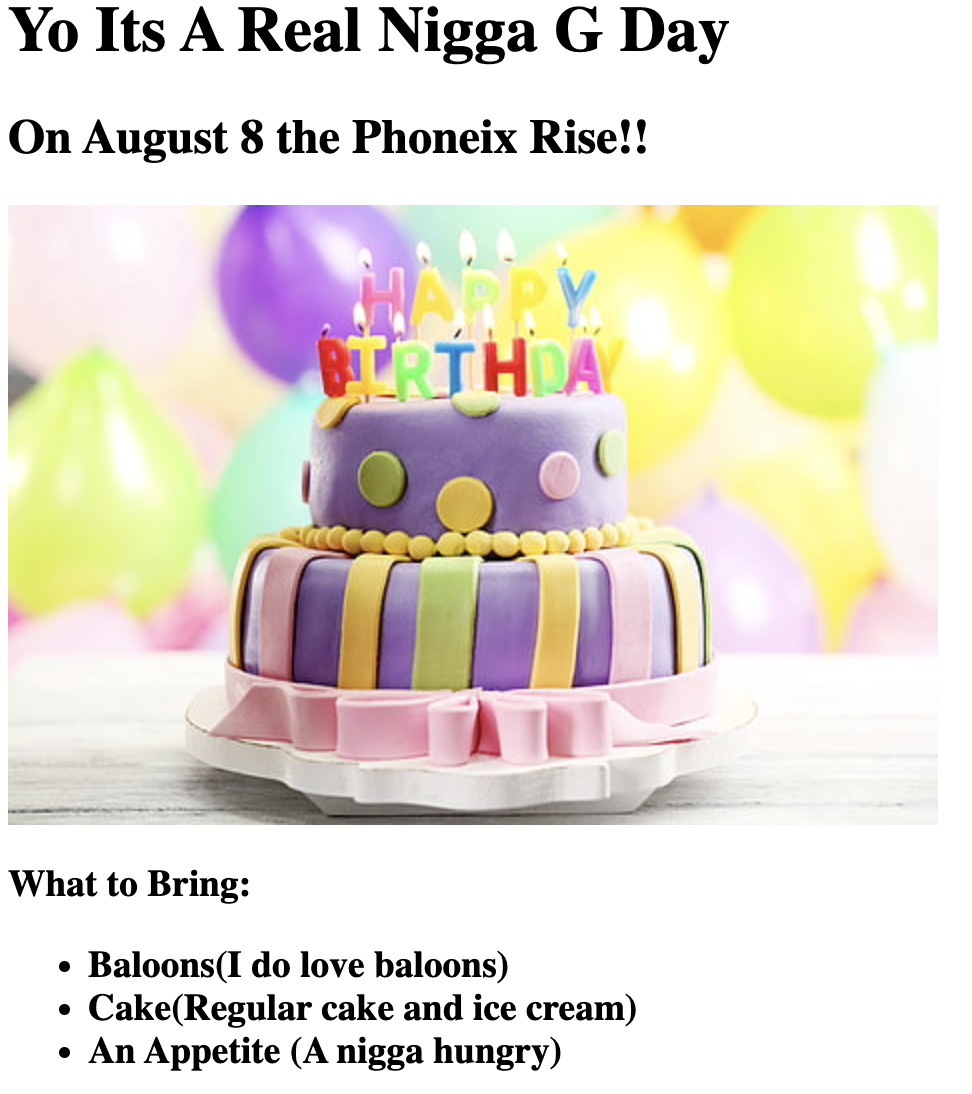 Yo Its A Real Nigga G Day
On August 8 the Phoneix Rise!!
HAPPY
BIRTHDAY
What to Bring:
• Baloons(I do love baloons)
• Cake(Regular cake and ice cream)
• An Appetite (A nigga hungry)